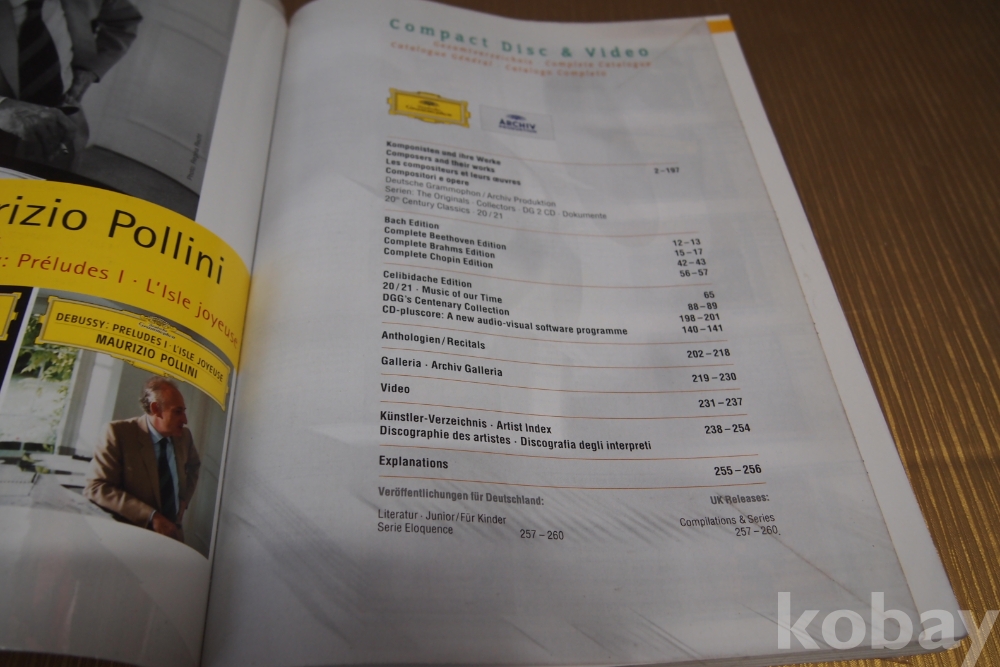 rizio Pollini
: Préludes I · L'Isle joyeuse
DEBUSSY: PRELUDES I · L'ISLE JOYEUSE
MAURIZIO POLLINI
Compact Disc & Video
Gesamtverzeichnis · Complete Catalogue
Catalogue Général · Catalogo Completo
ARCHIV
PRODUKTION
Komponisten und ihre Werke
Composers and their works 2–197
Les compositeurs et leurs œuvres
Compositori e opere
Deutsche Grammophon / Archiv Produktion
Serien: The Originals · Collectors · DG 2 CD · Dokumente
20th Century Classics · 20/21
Bach Edition 12–13
Complete Beethoven Edition 15–17
Complete Brahms Edition 42–43
Complete Chopin Edition 56–57
Celibidache Edition 65
20/21 · Music of our Time 88–89
DGG's Centenary Collection 198–201
CD-pluscore: A new audio-visual software programme 140–141
Anthologien/Recitals 202–218
Galleria · Archiv Galleria 219–230
Video 231–237
Künstler-Verzeichnis · Artist Index 238–254
Discographie des artistes · Discografia degli interpreti
Explanations 255–256
Veröffentlichungen für Deutschland: UK Releases:
Literatur · Junior/Für Kinder Compilations & Series
Serie Eloquence 257–260 257–260
kobay